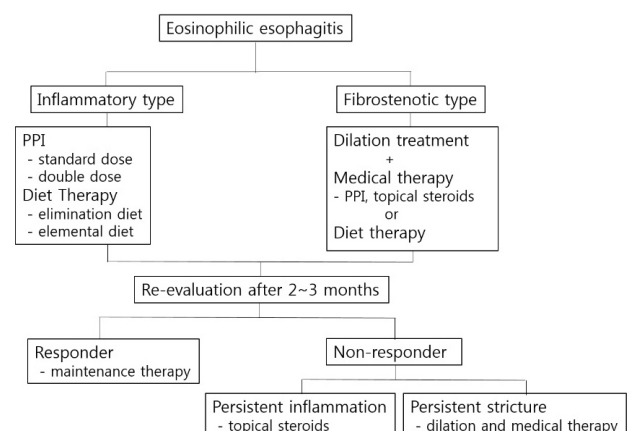 Eosinophilic esophagitis
Inflammatory type
Fibrostenotic type
PPI
- standard dose
- double dose
Diet Therapy
- elimination diet
- elemental diet
Dilation treatment
+
Medical therapy
- PPI, topical steroids
or
Diet therapy
Re-evaluation after 2~3 months
Responder
- maintenance therapy
Non-responder
Persistent inflammation
- topical steroids
Persistent stricture
- dilation and medical therapy